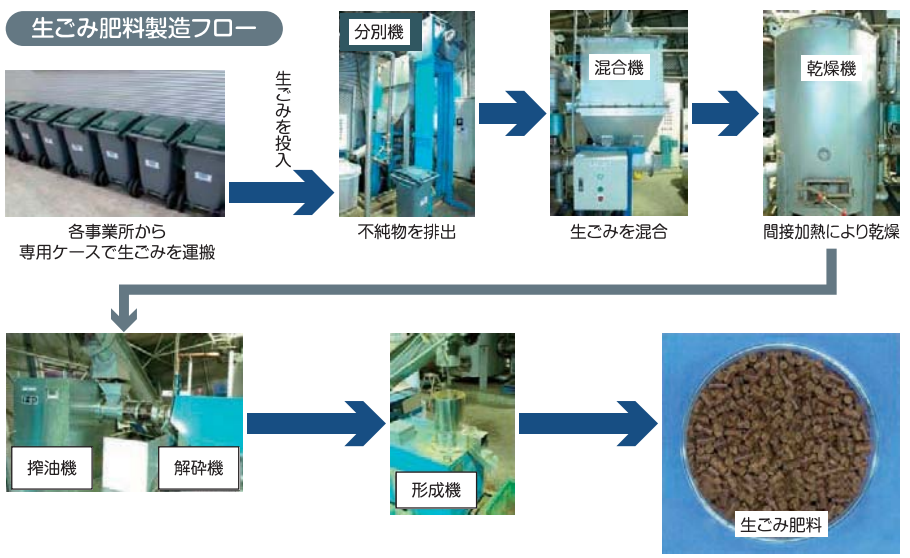 生ごみ肥料製造フロー
生ごみを投入
分別機
混合機
乾燥機
各事業所から
専用ケースで生ごみを運搬
不純物を排出
生ごみを混合
間接加熱により乾燥
搾油機
解砕機
形成機
生ごみ肥料